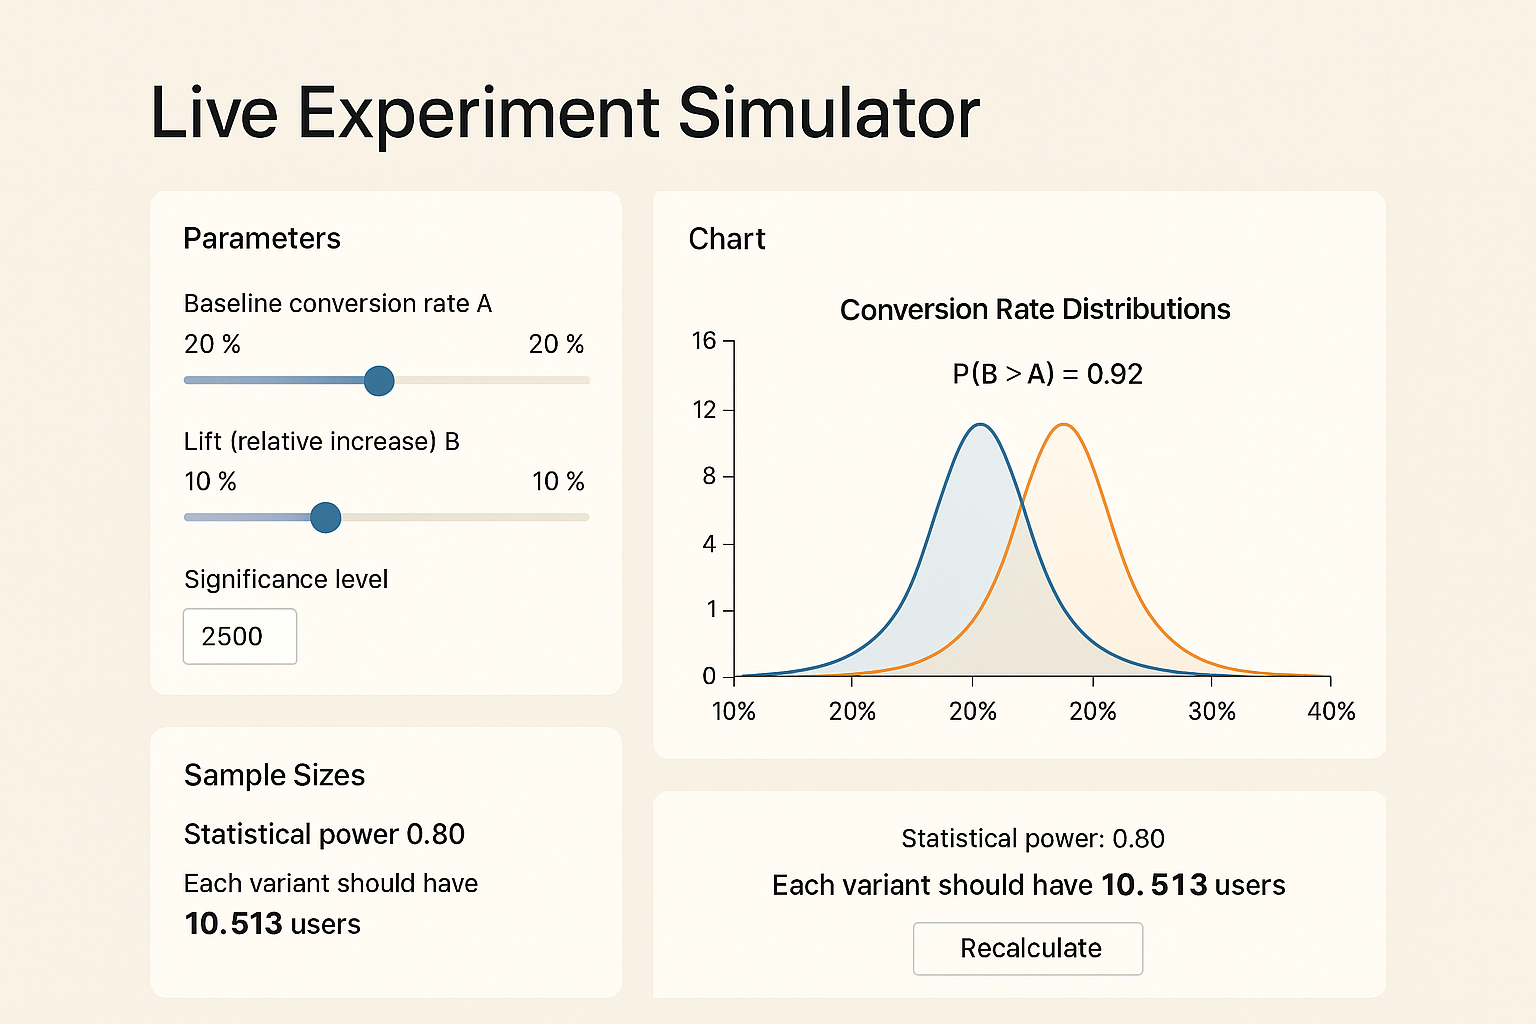 Live Experiment Simulator
Parameters
Baseline conversion rate A
20 % 20 %
Lift (relative increase) B
10 % 10 %
Significance level
2500
Sample Sizes
Statistical power 0.80
Each variant should have
10.513 users
Chart
Conversion Rate Distributions
P(B > A) = 0.92
16
12
8
4
1
0
10% 20% 20% 20% 30% 40%
Statistical power: 0.80
Each variant should have 10.513 users
Recalculate